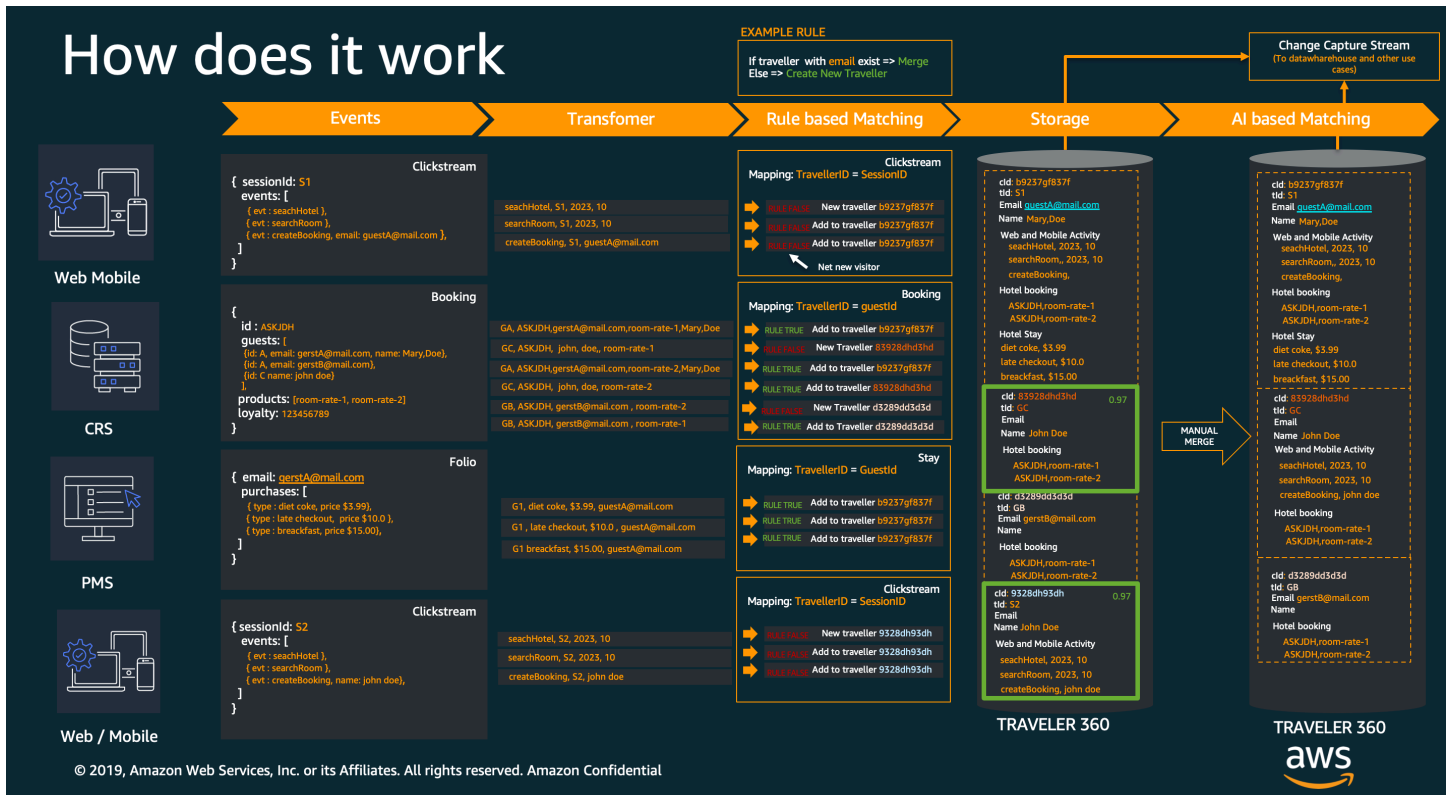 How does it work
EXAMPLE RULE
If traveller with email exist => Merge
Else => Create New Traveller
Change Capture Stream
(To datawharehouse and other use
cases)
Events
Transfomer
Rule based Matching
Storage
AI based Matching
Web Mobile
Clickstream
{ sessionId: S1
events: [
{ evt : seachHotel },
{ evt : searchRoom },
{ evt : createBooking, email: guestA@mail.com },
]
}
seachHotel, S1, 2023, 10
searchRoom, S1, 2023, 10
createBooking, S1, guestA@mail.com
Clickstream
Mapping: TravellerID = SessionID
RULE FALSE New traveller b9237gf837f
RULE FALSE Add to traveller b9237gf837f
RULE FALSE Add to traveller b9237gf837f
Net new visitor
CRS
Booking
{
id : ASKJDH
guests: [
{id: A, email: gerstA@mail.com, name: Mary,Doe},
{id: A, email: gerstB@mail.com},
{id: C name: john doe}
],
products: [room-rate-1, room-rate-2]
loyalty: 123456789
}
GA, ASKJDH,gerstA@mail.com,room-rate-1,Mary,Doe
GC, ASKJDH, john, doe,, room-rate-1
GA, ASKJDH,gerstA@mail.com,room-rate-2,Mary,Doe
GC, ASKJDH, john, doe, room-rate-2
GB, ASKJDH, gerstB@mail.com , room-rate-2
GB, ASKJDH, gerstB@mail.com , room-rate-1
Booking
Mapping: TravellerID = guestId
RULE TRUE Add to traveller b9237gf837f
RULE FALSE New Traveller 83928dhd3hd
RULE TRUE Add to traveller b9237gf837f
RULE TRUE Add to traveller 83928dhd3hd
RULE FALSE New Traveller d3289dd3d3d
RULE TRUE Add to Traveller d3289dd3d3d
PMS
Folio
{ email: gerstA@mail.com
purchases: [
{ type : diet coke, price $3.99},
{ type : late checkout, price $10.0 },
{ type : breacfast, price $15.00},
]
}
G1, diet coke, $3.99, guestA@mail.com
G1 , late checkout, $10.0 , guestA@mail.com
G1 breackfast, $15.00, guestA@mail.com
Stay
Mapping: TravellerID = GuestId
RULE TRUE Add to traveller b9237gf837f
RULE TRUE Add to traveller b9237gf837f
RULE TRUE Add to traveller b9237gf837f
Web / Mobile
Clickstream
{ sessionId: S2
events: [
{ evt : seachHotel },
{ evt : searchRoom },
{ evt : createBooking, name: john doe},
]
}
seachHotel, S2, 2023, 10
searchRoom, S2, 2023, 10
createBooking, S2, john doe
Clickstream
Mapping: TravellerID = SessionID
RULE FALSE New traveller 9328dh93dh
RULE FALSE Add to traveller 9328dh93dh
RULE FALSE Add to traveller 9328dh93dh
cId: b9237gf837f
tId: S1
Email guestA@mail.com
Name Mary,Doe
Web and Mobile Activity
seachHotel, 2023, 10
searchRoom,, 2023, 10
createBooking,
Hotel booking
ASKJDH,room-rate-1
ASKJDH,room-rate-2
Hotel Stay
diet coke, $3.99
late checkout, $10.0
breackfast, $15.00
cId: 83928dhd3hd 0.97
tId: GC
Email
Name John Doe
Hotel booking
ASKJDH,room-rate-1
ASKJDH,room-rate-2
cId: d3289dd3d3d
tId: GB
Email gerstB@mail.com
Name
Hotel booking
ASKJDH,room-rate-1
ASKJDH,room-rate-2
cId: 9328dh93dh 0.97
tId: S2
Email
Name John Doe
Web and Mobile Activity
seachHotel, 2023, 10
searchRoom, 2023, 10
createBooking, john doe
TRAVELER 360
MANUAL
MERGE
cId: b9237gf837f
tId: S1
Email guestA@mail.com
Name Mary,Doe
Web and Mobile Activity
seachHotel, 2023, 10
searchRoom,, 2023, 10
createBooking,
Hotel booking
ASKJDH,room-rate-1
ASKJDH,room-rate-2
Hotel Stay
diet coke, $3.99
late checkout, $10.0
breackfast, $15.00
cId: 83928dhd3hd
tId: GC
Email
Name John Doe
Web and Mobile Activity
seachHotel, 2023, 10
searchRoom, 2023, 10
createBooking, john doe
Hotel booking
ASKJDH,room-rate-1
ASKJDH,room-rate-2
cId: d3289dd3d3d
tId: GB
Email gerstB@mail.com
Name
Hotel booking
ASKJDH,room-rate-1
ASKJDH,room-rate-2
TRAVELER 360
aws
© 2019, Amazon Web Services, Inc. or its Affiliates. All rights reserved. Amazon Confidential